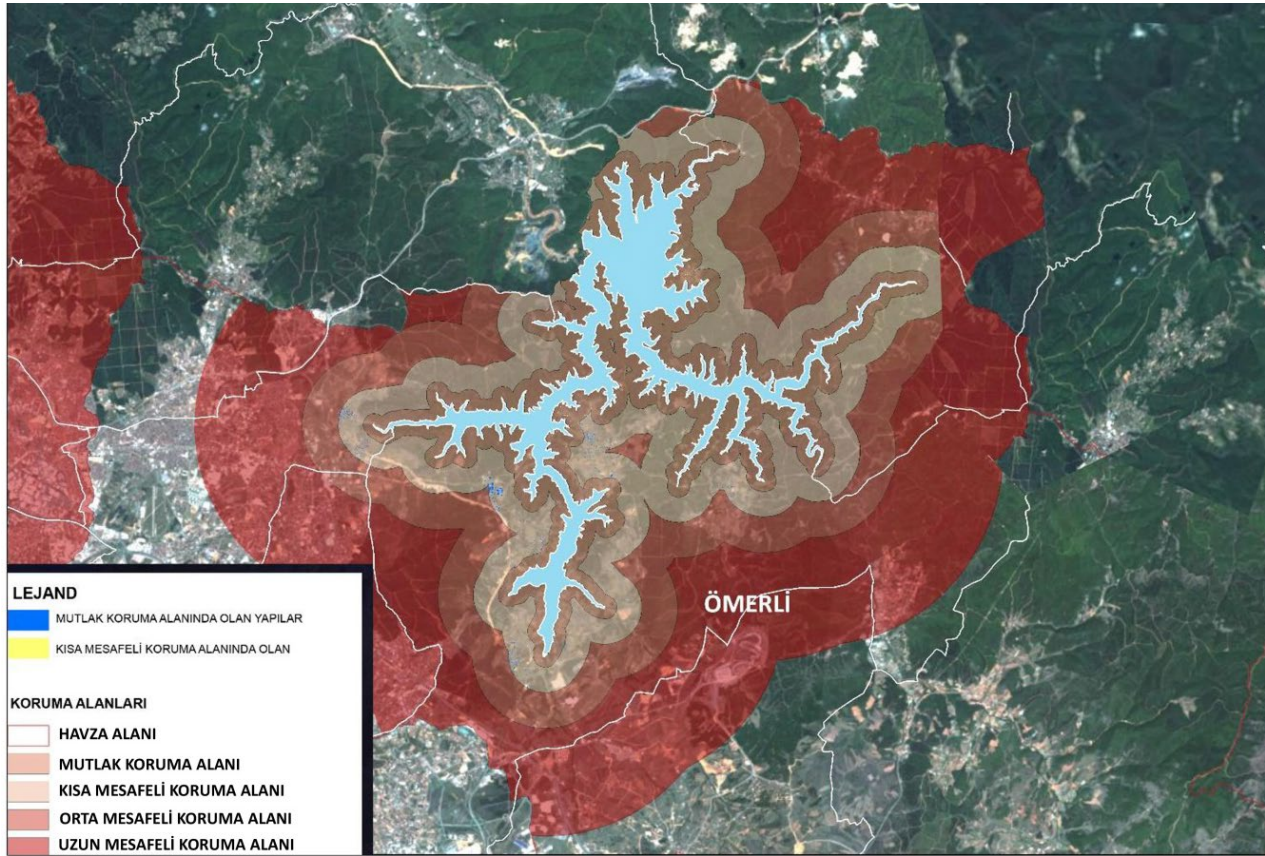 ÖMERLİ
LEJAND
MUTLAK KORUMA ALANINDA OLAN YAPILAR
KISA MESAFELİ KORUMA ALANINDA OLAN
KORUMA ALANLARI
HAVZA ALANI
MUTLAK KORUMA ALANI
KISA MESAFELİ KORUMA ALANI
ORTA MESAFELİ KORUMA ALANI
UZUN MESAFELİ KORUMA ALANI